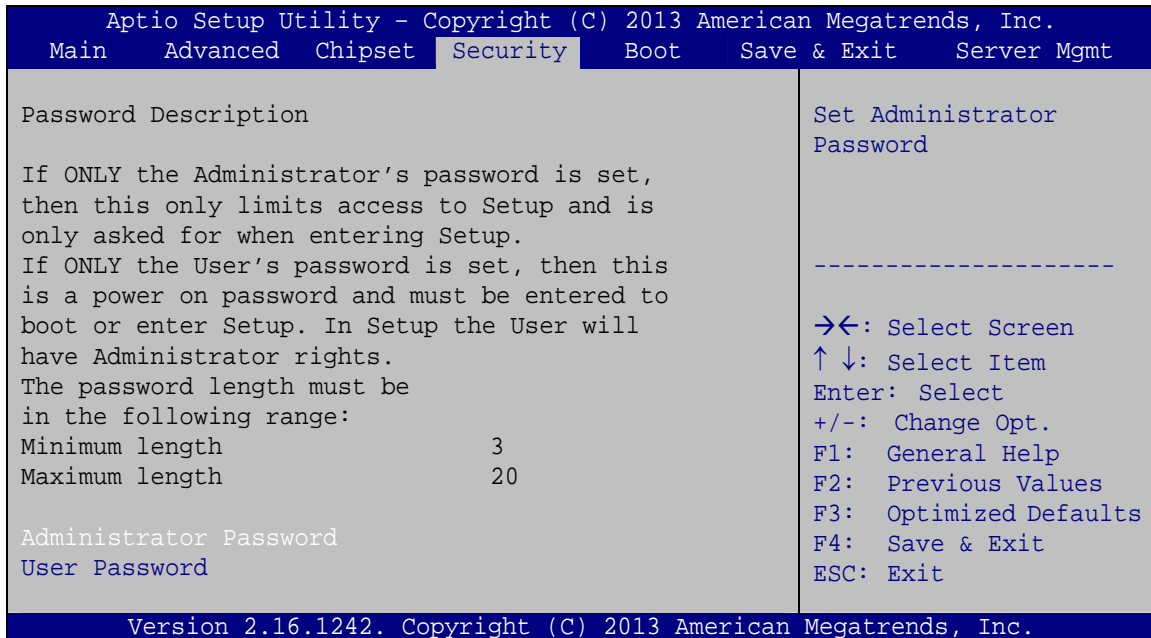 Aptio Setup Utility – Copyright (C) 2013 American Megatrends, Inc.
Main Advanced Chipset Security Boot Save & Exit Server Mgmt
Password Description
If ONLY the Administrator’s password is set,
then this only limits access to Setup and is
only asked for when entering Setup.
If ONLY the User’s password is set, then this
is a power on password and must be entered to
boot or enter Setup. In Setup the User will
have Administrator rights.
The password length must be
in the following range:
Minimum length 3
Maximum length 20
Administrator Password
User Password
Set Administrator
Password
---------------------
→←: Select Screen
↑ ↓: Select Item
Enter: Select
+/-: Change Opt.
F1: General Help
F2: Previous Values
F3: Optimized Defaults
F4: Save & Exit
ESC: Exit
Version 2.16.1242. Copyright (C) 2013 American Megatrends, Inc.